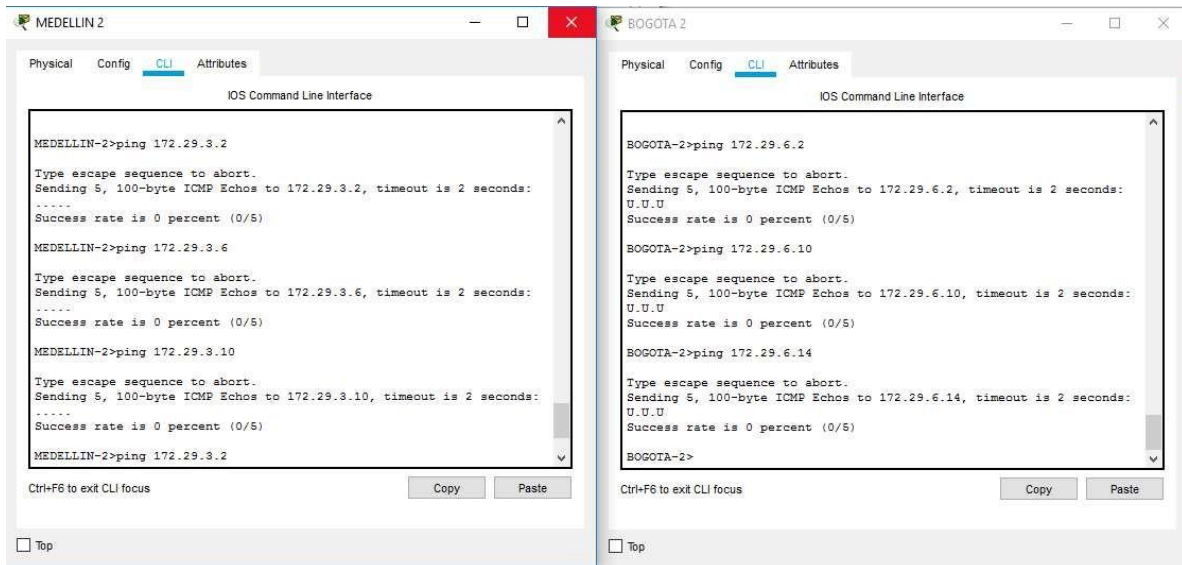 MEDELLIN 2
Physical Config CLI Attributes
IOS Command Line Interface
MEDELLIN-2>ping 172.29.3.2
Type escape sequence to abort.
Sending 5, 100-byte ICMP Echos to 172.29.3.2, timeout is 2 seconds:
.....
Success rate is 0 percent (0/5)
MEDELLIN-2>ping 172.29.3.6
Type escape sequence to abort.
Sending 5, 100-byte ICMP Echos to 172.29.3.6, timeout is 2 seconds:
.....
Success rate is 0 percent (0/5)
MEDELLIN-2>ping 172.29.3.10
Type escape sequence to abort.
Sending 5, 100-byte ICMP Echos to 172.29.3.10, timeout is 2 seconds:
.....
Success rate is 0 percent (0/5)
MEDELLIN-2>ping 172.29.3.2
Ctrl+F6 to exit CLI focus
Copy Paste
Top
BOGOTA 2
Physical Config CLI Attributes
IOS Command Line Interface
BOGOTA-2>ping 172.29.6.2
Type escape sequence to abort.
Sending 5, 100-byte ICMP Echos to 172.29.6.2, timeout is 2 seconds:
U.U.U
Success rate is 0 percent (0/5)
BOGOTA-2>ping 172.29.6.10
Type escape sequence to abort.
Sending 5, 100-byte ICMP Echos to 172.29.6.10, timeout is 2 seconds:
U.U.U
Success rate is 0 percent (0/5)
BOGOTA-2>ping 172.29.6.14
Type escape sequence to abort.
Sending 5, 100-byte ICMP Echos to 172.29.6.14, timeout is 2 seconds:
U.U.U
Success rate is 0 percent (0/5)
BOGOTA-2>
Ctrl+F6 to exit CLI focus
Copy Paste
Top